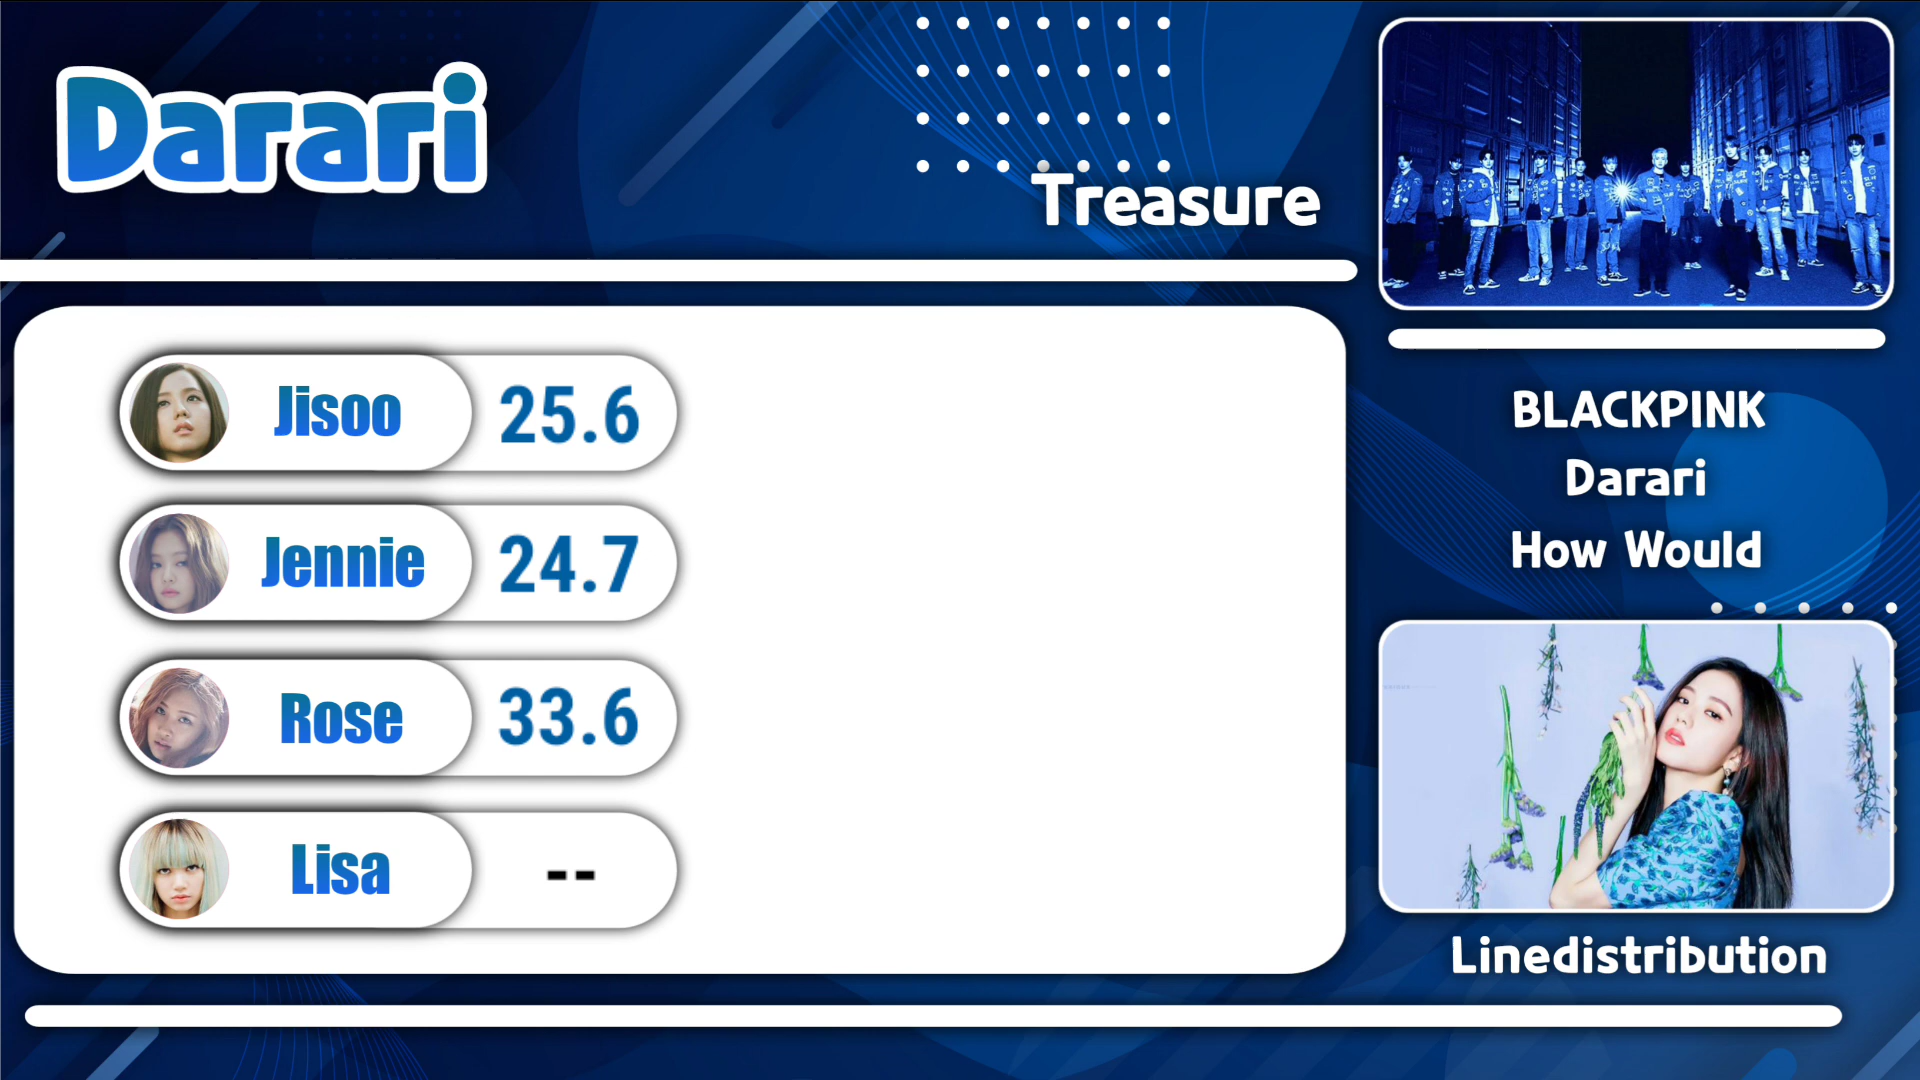 Darari
Treasure
Jisoo 25.6
Jennie 24.7
Rose 33.6
Lisa --
BLACKPINK
Darari
How Would
Linedistribution